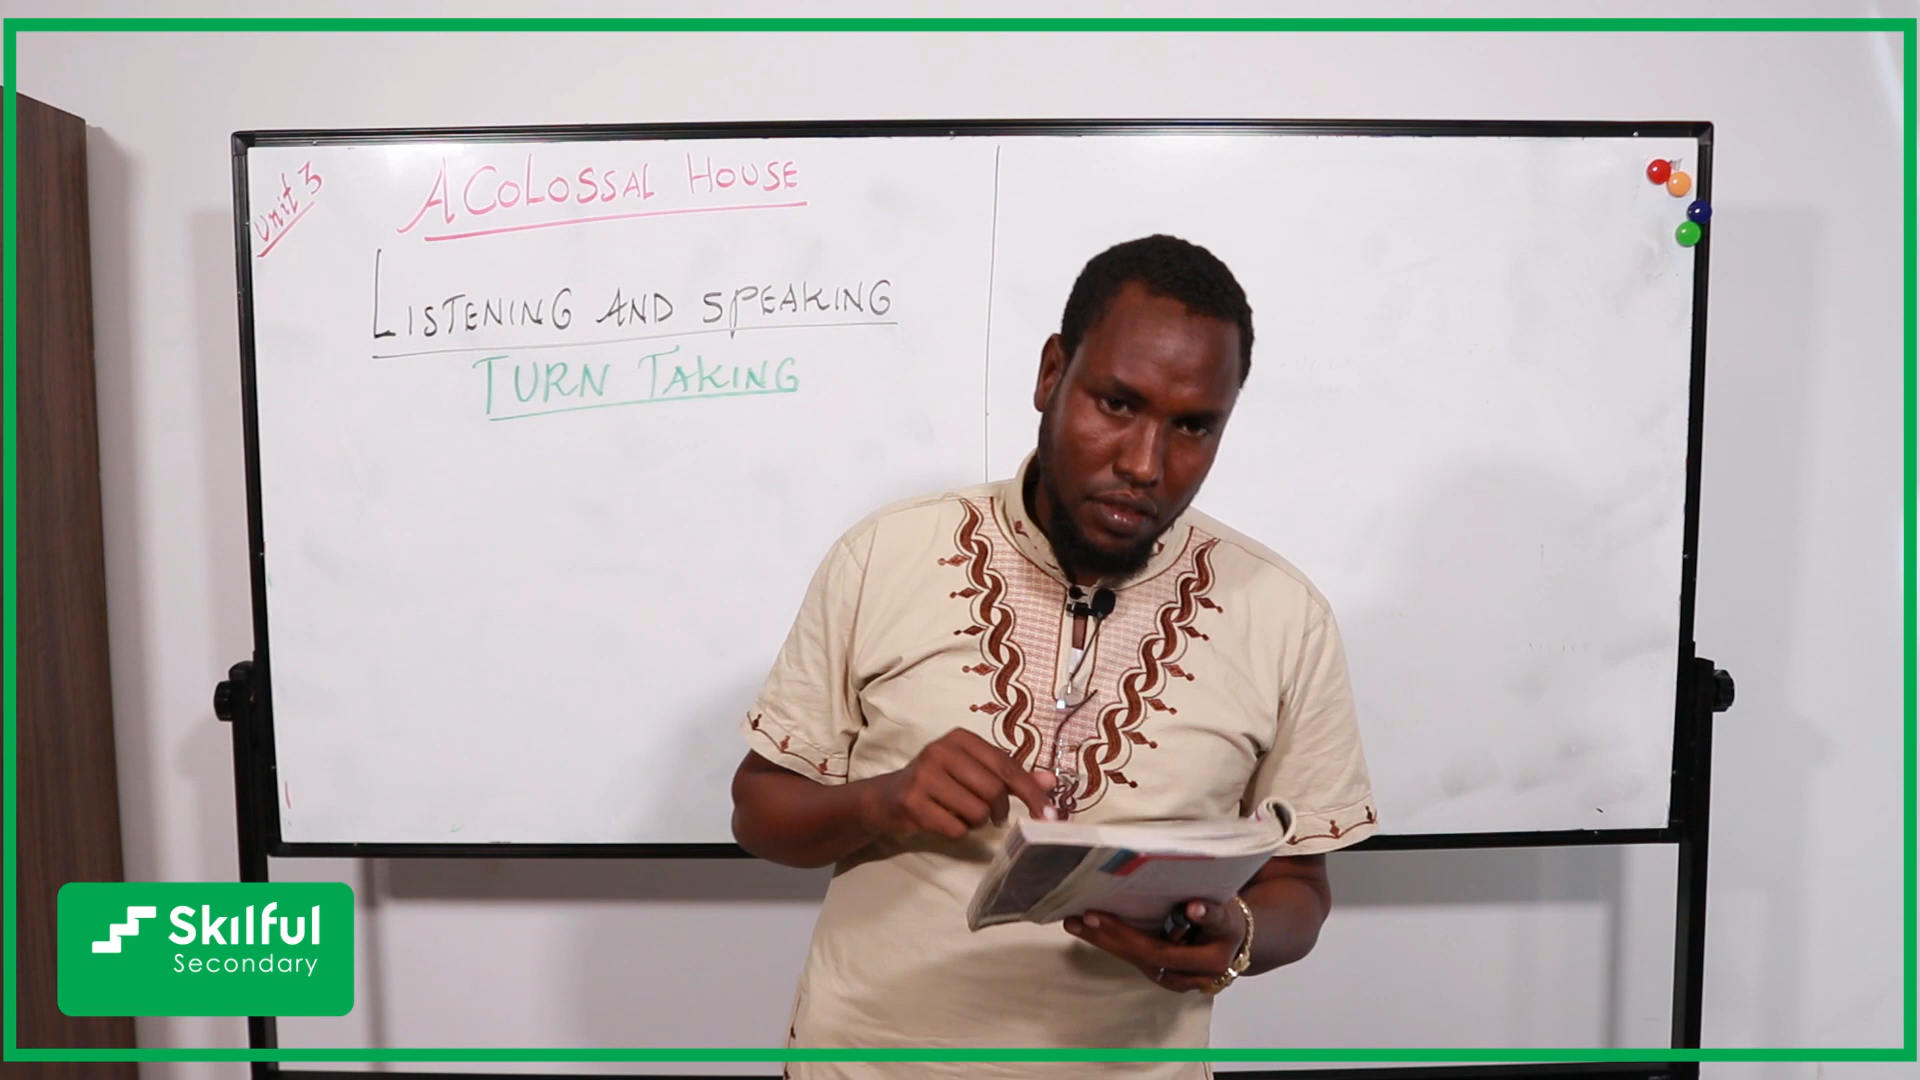 Unit 3
A COLOSSAL HOUSE
LISTENING AND SPEAKING
TURN TAKING
Skilful
Secondary